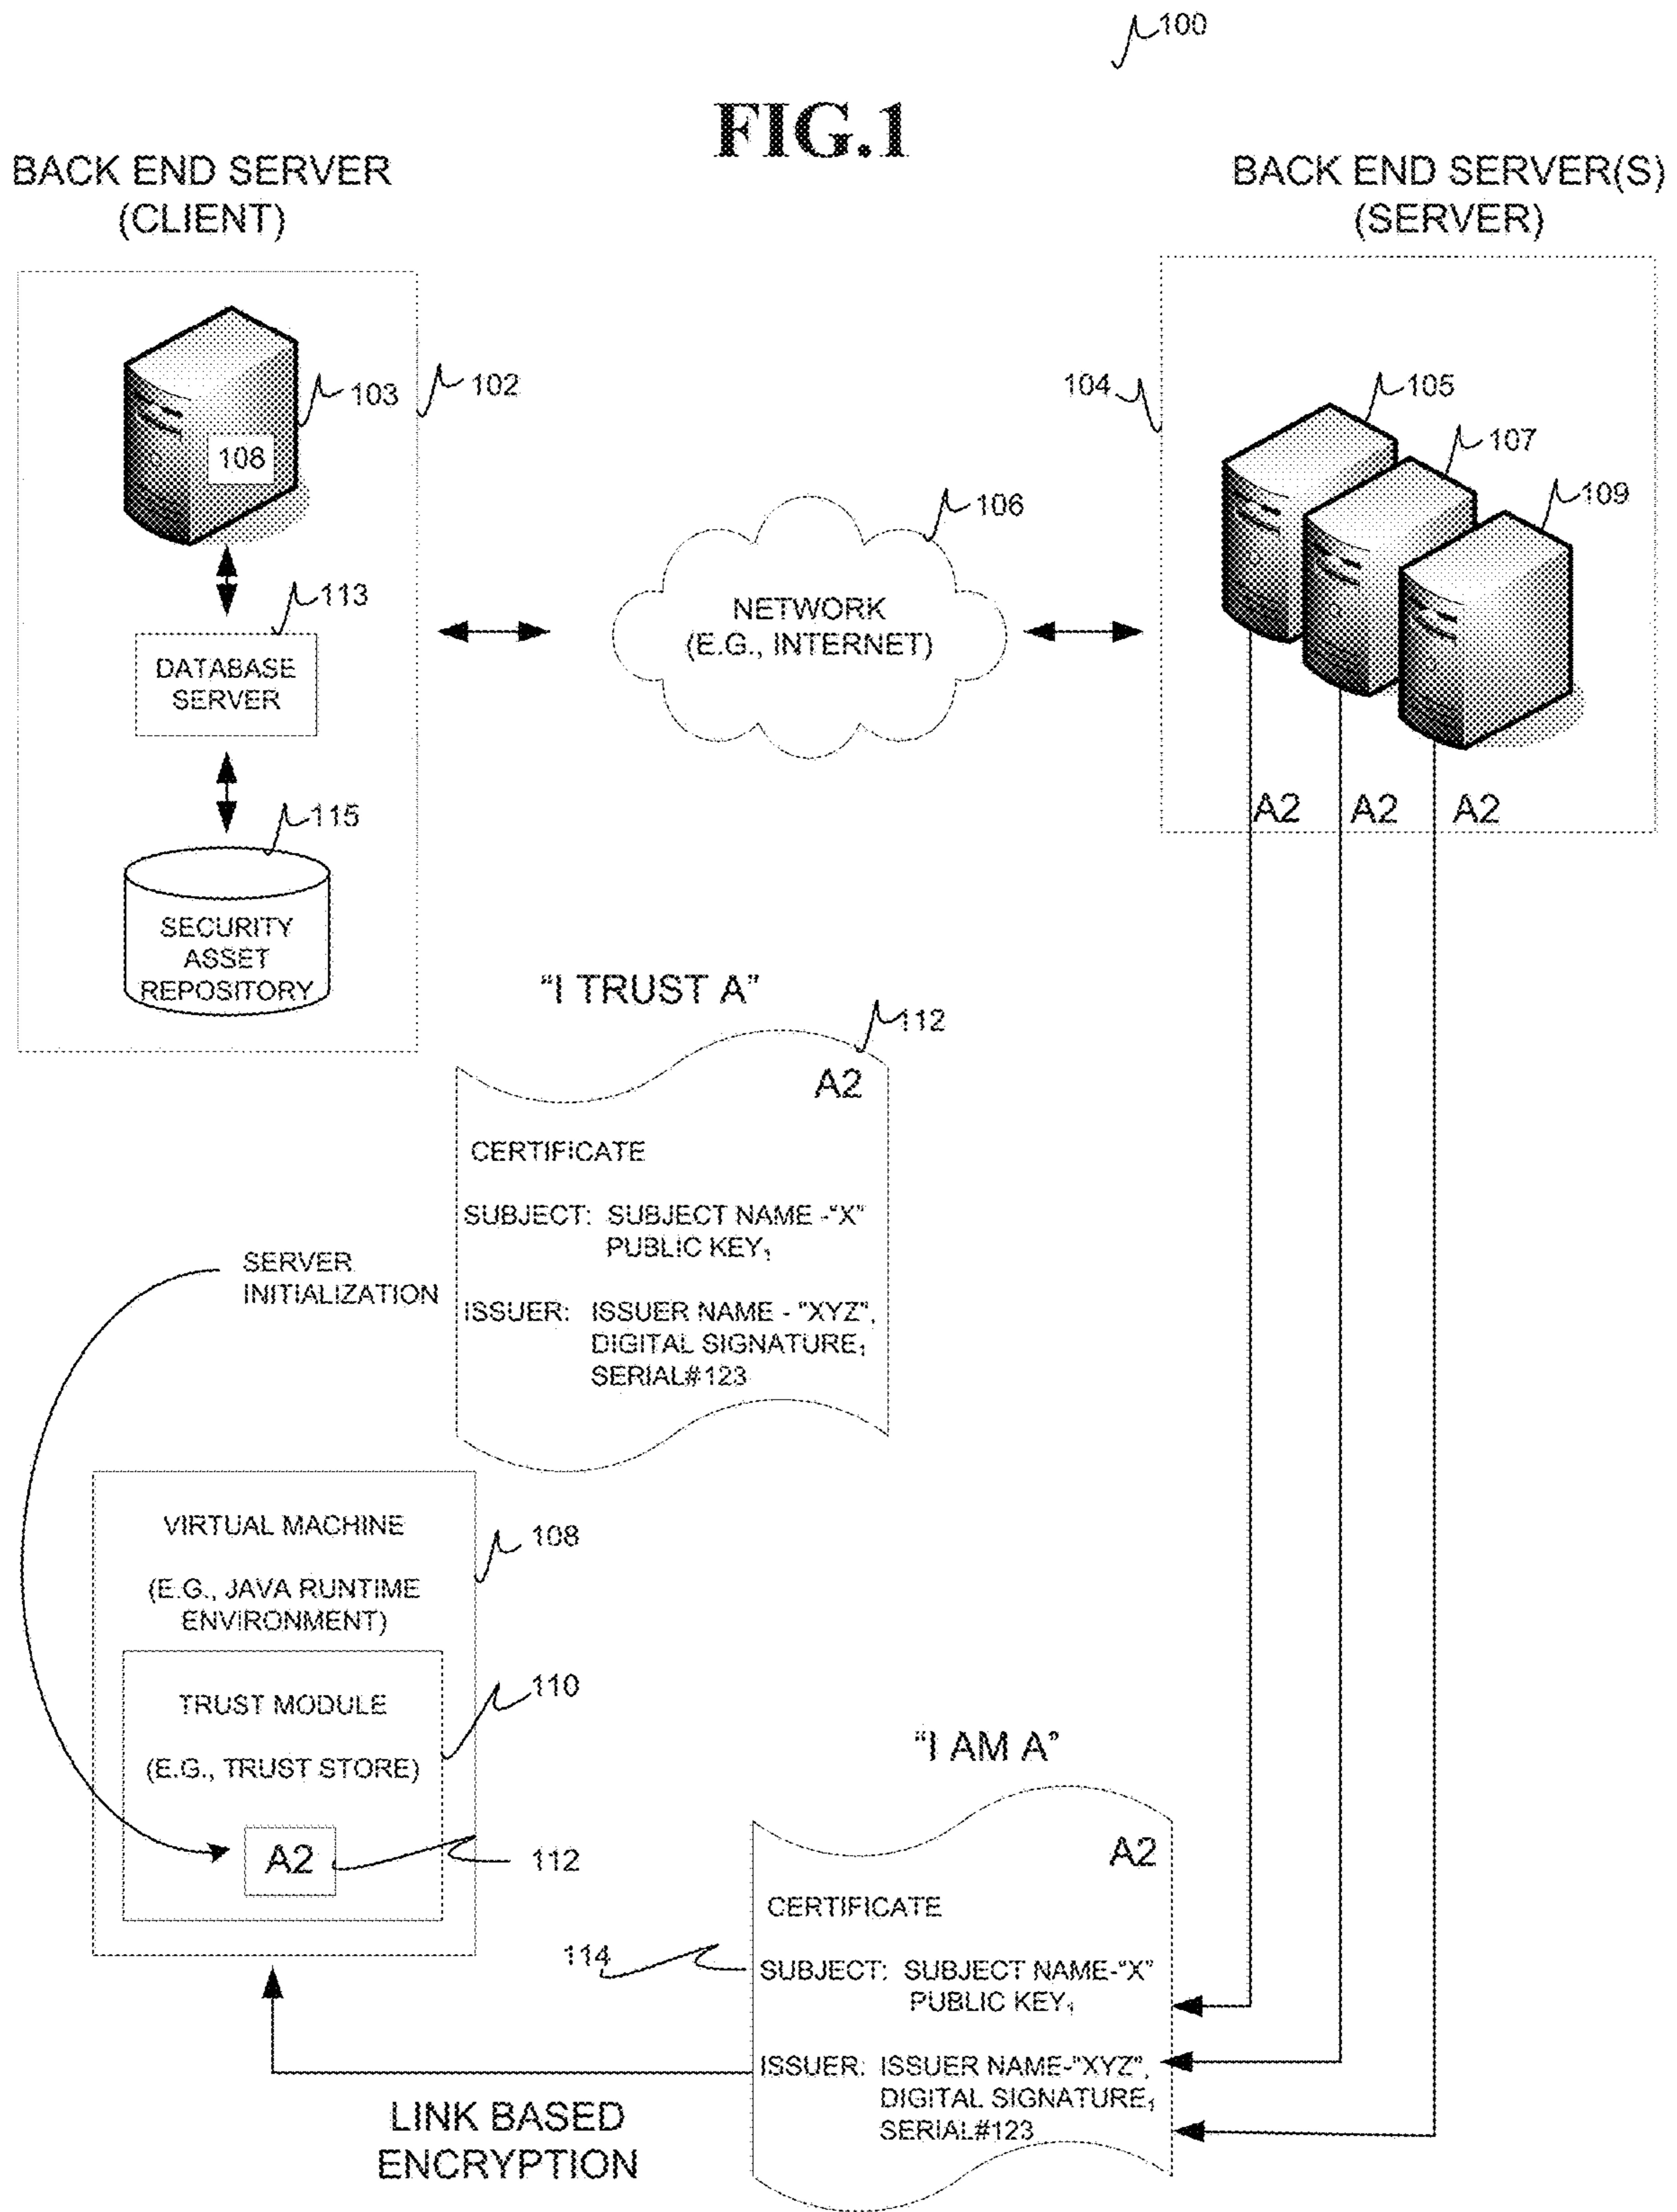 100
FIG.1
BACK END SERVER
(CLIENT)
BACK END SERVER(S)
(SERVER)
103
102
108
104
105
107
109
106
NETWORK
(E.G., INTERNET)
113
DATABASE
SERVER
115
SECURITY
ASSET
REPOSITORY
A2
A2
A2
"I TRUST A"
112
A2
CERTIFICATE
SUBJECT: SUBJECT NAME -"X"
PUBLIC KEY₁
ISSUER: ISSUER NAME - "XYZ",
DIGITAL SIGNATURE₁
SERIAL#123
SERVER
INITIALIZATION
VIRTUAL MACHINE
(E.G., JAVA RUNTIME
ENVIRONMENT)
108
TRUST MODULE
(E.G., TRUST STORE)
110
A2
112
"I AM A"
A2
CERTIFICATE
114
SUBJECT: SUBJECT NAME-"X"
PUBLIC KEY₁
ISSUER: ISSUER NAME-"XYZ",
DIGITAL SIGNATURE₁
SERIAL#123
LINK BASED
ENCRYPTION